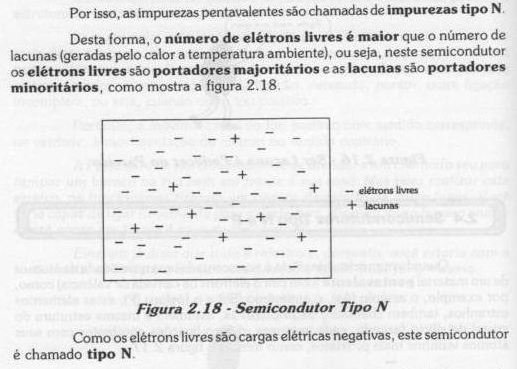 Por isso, as impurezas pentavalentes são chamadas de impurezas tipo N.
Desta forma, o número de elétrons livres é maior que o número de
lacunas (geradas pelo calor a temperatura ambiente), ou seja, neste semicondutor
os elétrons livres são portadores majoritários e as lacunas são portadores
minoritários, como mostra a figura 2.18.
− elétrons livres
+ lacunas
Figura 2.18 - Semicondutor Tipo N
Como os elétrons livres são cargas elétricas negativas, este semicondutor
é chamado tipo N.